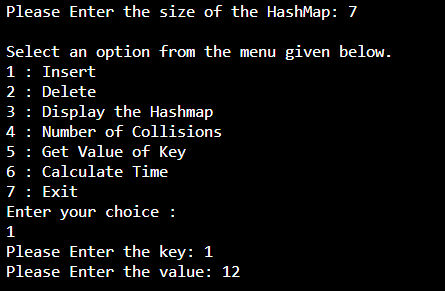 Please Enter the size of the HashMap: 7
Select an option from the menu given below.
1 : Insert
2 : Delete
3 : Display the Hashmap
4 : Number of Collisions
5 : Get Value of Key
6 : Calculate Time
7 : Exit
Enter your choice :
1
Please Enter the key: 1
Please Enter the value: 12